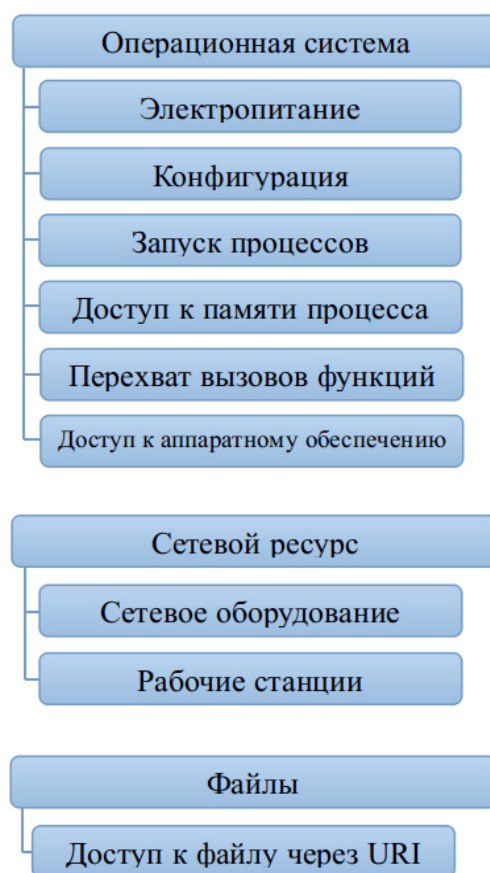 Операционная система
Электропитание
Конфигурация
Запуск процессов
Доступ к памяти процесса
Перехват вызовов функций
Доступ к аппаратному обеспечению
Сетевой ресурс
Сетевое оборудование
Рабочие станции
Файлы
Доступ к файлу через URI